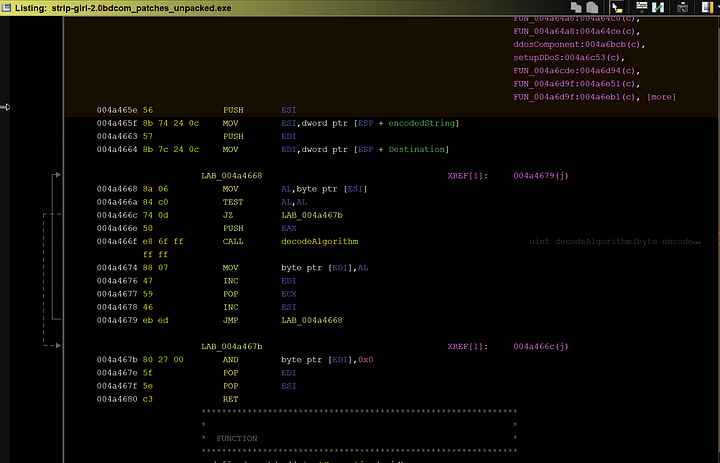 Listing: strip-girl-2.0bdcom_patches_unpacked.exe
FUN_004a64a8:004a64c0(c),
FUN_004a64a8:004a64ce(c),
ddosComponent:004a6bcb(c),
setupDDoS:004a6c53(c),
FUN_004a6cde:004a6d94(c),
FUN_004a6d9f:004a6e51(c),
FUN_004a6d9f:004a6eb1(c), [more]
004a465e 56 PUSH ESI
004a465f 8b 74 24 0c MOV ESI,dword ptr [ESP + encodedString]
004a4663 57 PUSH EDI
004a4664 8b 7c 24 0c MOV EDI,dword ptr [ESP + Destination]
LAB_004a4668 XREF[1]: 004a4679(j)
004a4668 8a 06 MOV AL,byte ptr [ESI]
004a466a 84 c0 TEST AL,AL
004a466c 74 0d JZ LAB_004a467b
004a466e 50 PUSH EAX
004a466f e8 6f ff CALL decodeAlgorithm uint decodeAlgorithm(byte encode...
ff ff
004a4674 88 07 MOV byte ptr [EDI],AL
004a4676 47 INC EDI
004a4677 59 POP ECX
004a4678 46 INC ESI
004a4679 eb ed JMP LAB_004a4668
LAB_004a467b XREF[1]: 004a466c(j)
004a467b 80 27 00 AND byte ptr [EDI],0x0
004a467e 5f POP EDI
004a467f 5e POP ESI
004a4680 c3 RET
**************************************************************
* *
* FUNCTION *
**************************************************************